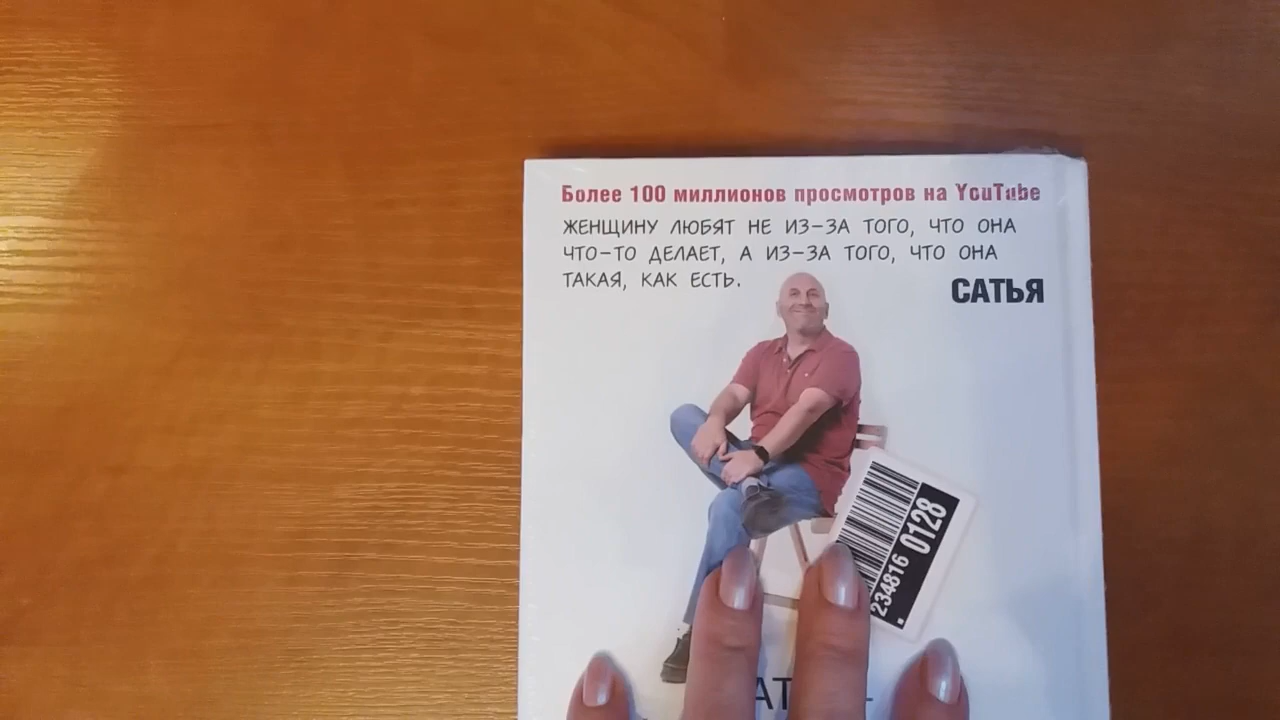 Более 100 миллионов просмотров на YouTube
ЖЕНЩИНУ ЛЮБЯТ НЕ ИЗ-ЗА ТОГО, ЧТО ОНА
ЧТО-ТО ДЕЛАЕТ, А ИЗ-ЗА ТОГО, ЧТО ОНА
ТАКАЯ, КАК ЕСТЬ.
САТЬЯ
234816 0128